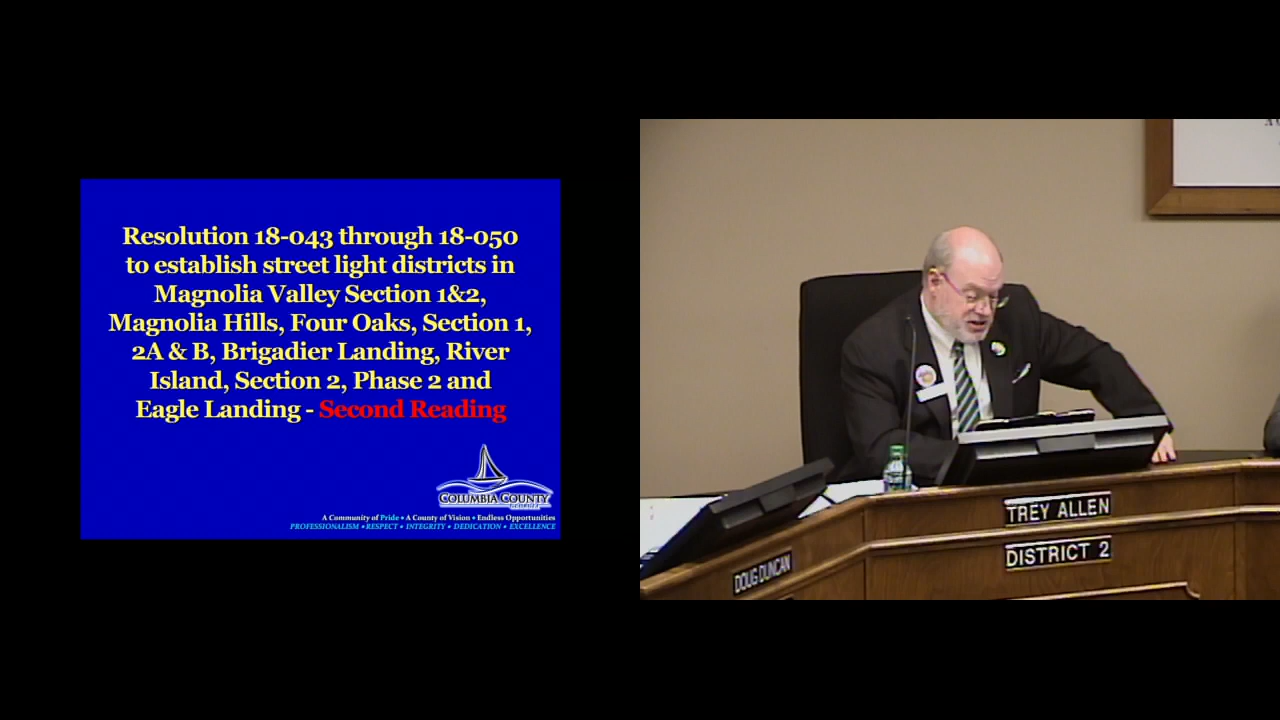 Resolution 18-043 through 18-050
to establish street light districts in
Magnolia Valley Section 1&2,
Magnolia Hills, Four Oaks, Section 1,
2A & B, Brigadier Landing, River
Island, Section 2, Phase 2 and
Eagle Landing - Second Reading
COLUMBIA COUNTY
GEORGIA
A Community of Pride • A County of Vision • Endless Opportunities
PROFESSIONALISM • RESPECT • INTEGRITY • DEDICATION • EXCELLENCE
TREY ALLEN
DISTRICT 2
DOUG DUNCAN